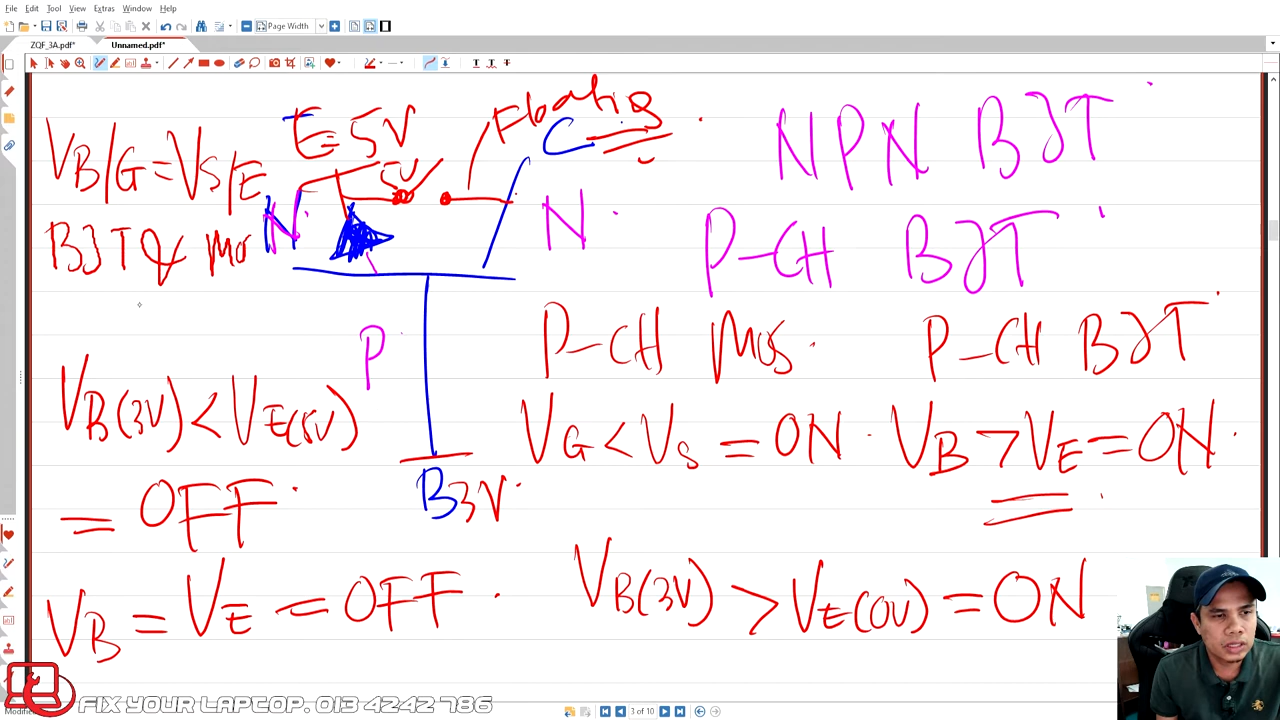 File Edit Tool View Extras Window Help
Page Width
ZQF_3A.pdf*
Unnamed.pdf*
VB/G=VS/E
BJT & Mo
E=5V
5V
Floating
C
N
N
P
B3V
NPN BJT
P-CH BJT
P-CH Mos
P-CH BJT
VG<VS=ON
VB>VE=ON
VB(3V)<VE(5V)
=OFF
VB=VE=OFF
VB(3V)>VE(0V)=ON
FIX YOUR LAPTOP. 013 4242 786
3 of 10